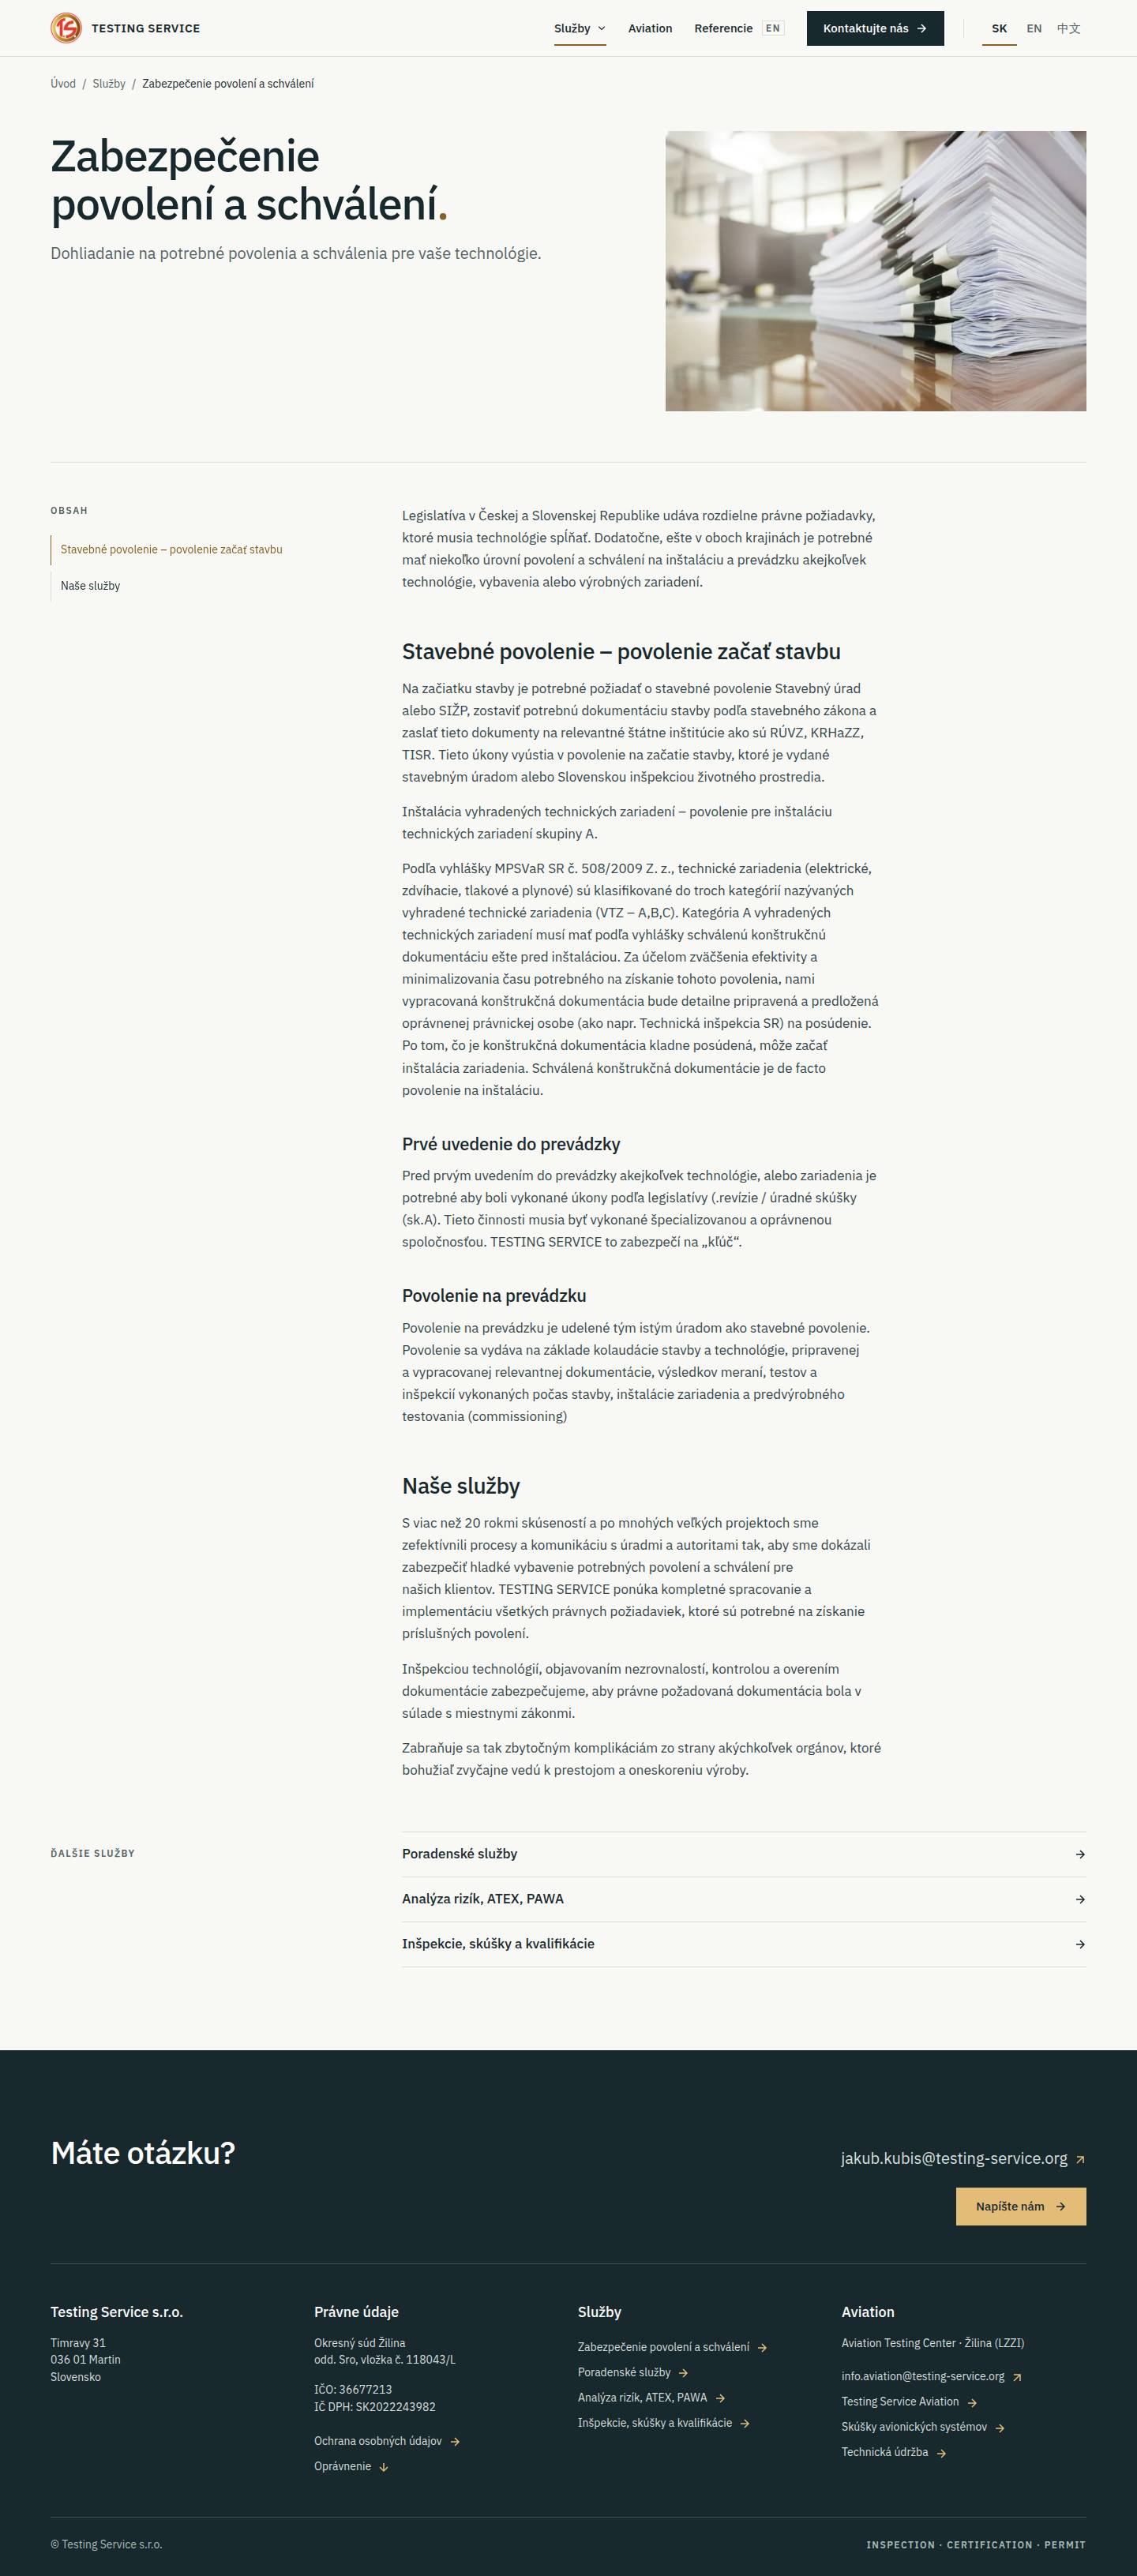 TESTING SERVICE
Služby
Aviation
Referencie EN
Kontaktujte nás
SK EN 中文
Úvod / Služby / Zabezpečenie povolení a schválení
Zabezpečenie
povolení a schválení.
Dohliadanie na potrebné povolenia a schválenia pre vaše technológie.
OBSAH
Stavebné povolenie – povolenie začať stavbu
Naše služby
Legislatíva v Českej a Slovenskej Republike udáva rozdielne právne požiadavky,
ktoré musia technológie spĺňať. Dodatočne, ešte v oboch krajinách je potrebné
mať niekoľko úrovní povolení a schválení na inštaláciu a prevádzku akejkoľvek
technológie, vybavenia alebo výrobných zariadení.
Stavebné povolenie – povolenie začať stavbu
Na začiatku stavby je potrebné požiadať o stavebné povolenie Stavebný úrad
alebo SIŽP, zostaviť potrebnú dokumentáciu stavby podľa stavebného zákona a
zaslať tieto dokumenty na relevantné štátne inštitúcie ako sú RÚVZ, KRHaZZ,
TISR. Tieto úkony vyústia v povolenie na začatie stavby, ktoré je vydané
stavebným úradom alebo Slovenskou inšpekciou životného prostredia.
Inštalácia vyhradených technických zariadení – povolenie pre inštaláciu
technických zariadení skupiny A.
Podľa vyhlášky MPSVaR SR č. 508/2009 Z. z., technické zariadenia (elektrické,
zdvíhacie, tlakové a plynové) sú klasifikované do troch kategórií nazývaných
vyhradené technické zariadenia (VTZ – A,B,C). Kategória A vyhradených
technických zariadení musí mať podľa vyhlášky schválenú konštrukčnú
dokumentáciu ešte pred inštaláciou. Za účelom zväčšenia efektivity a
minimalizovania času potrebného na získanie tohoto povolenia, nami
vypracovaná konštrukčná dokumentácia bude detailne pripravená a predložená
oprávnenej právnickej osobe (ako napr. Technická inšpekcia SR) na posúdenie.
Po tom, čo je konštrukčná dokumentácia kladne posúdená, môže začať
inštalácia zariadenia. Schválená konštrukčná dokumentácie je de facto
povolenie na inštaláciu.
Prvé uvedenie do prevádzky
Pred prvým uvedením do prevádzky akejkoľvek technológie, alebo zariadenia je
potrebné aby boli vykonané úkony podľa legislatívy (.revízie / úradné skúšky
(sk.A). Tieto činnosti musia byť vykonané špecializovanou a oprávnenou
spoločnosťou. TESTING SERVICE to zabezpečí na „kľúč“.
Povolenie na prevádzku
Povolenie na prevádzku je udelené tým istým úradom ako stavebné povolenie.
Povolenie sa vydáva na základe kolaudácie stavby a technológie, pripravenej
a vypracovanej relevantnej dokumentácie, výsledkov meraní, testov a
inšpekcií vykonaných počas stavby, inštalácie zariadenia a predvýrobného
testovania (commissioning)
Naše služby
S viac než 20 rokmi skúseností a po mnohých veľkých projektoch sme
zefektívnili procesy a komunikáciu s úradmi a autoritami tak, aby sme dokázali
zabezpečiť hladké vybavenie potrebných povolení a schválení pre
našich klientov. TESTING SERVICE ponúka kompletné spracovanie a
implementáciu všetkých právnych požiadaviek, ktoré sú potrebné na získanie
príslušných povolení.
Inšpekciou technológií, objavovaním nezrovnalostí, kontrolou a overením
dokumentácie zabezpečujeme, aby právne požadovaná dokumentácia bola v
súlade s miestnymi zákonmi.
Zabraňuje sa tak zbytočným komplikáciám zo strany akýchkoľvek orgánov, ktoré
bohužiaľ zvyčajne vedú k prestojom a oneskoreniu výroby.
ĎALŠIE SLUŽBY
Poradenské služby
Analýza rizík, ATEX, PAWA
Inšpekcie, skúšky a kvalifikácie
Máte otázku?
jakub.kubis@testing-service.org
Napíšte nám
Testing Service s.r.o.
Timravy 31
036 01 Martin
Slovensko
Právne údaje
Okresný súd Žilina
odd. Sro, vložka č. 118043/L
IČO: 36677213
IČ DPH: SK2022243982
Ochrana osobných údajov
Oprávnenie
Služby
Zabezpečenie povolení a schválení
Poradenské služby
Analýza rizík, ATEX, PAWA
Inšpekcie, skúšky a kvalifikácie
Aviation
Aviation Testing Center · Žilina (LZZI)
info.aviation@testing-service.org
Testing Service Aviation
Skúšky avionických systémov
Technická údržba
© Testing Service s.r.o.
INSPECTION · CERTIFICATION · PERMIT